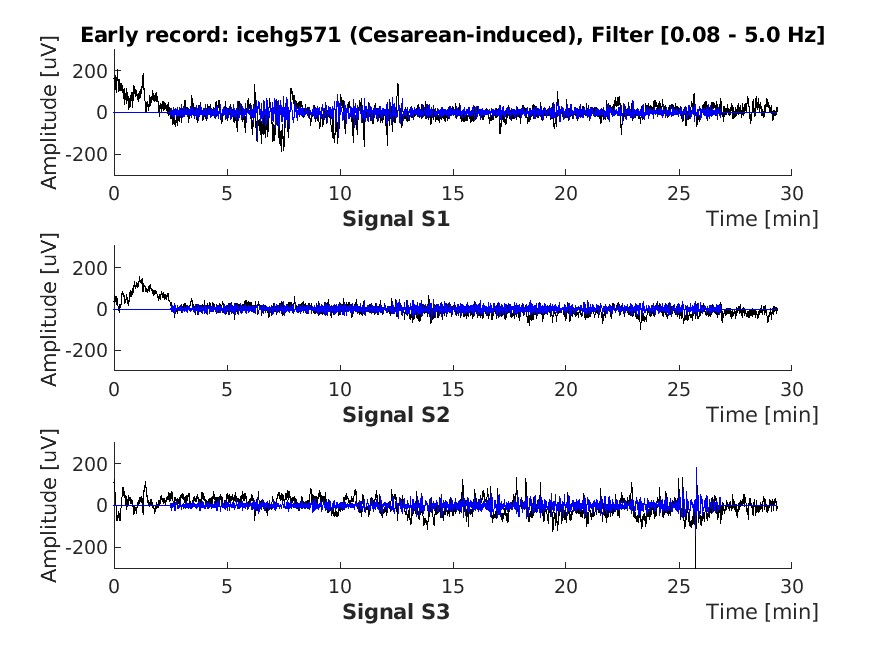 Early record: icehg571 (Cesarean-induced), Filter [0.08 - 5.0 Hz]
Amplitude [uV]
200
0
-200
0 5 10 15 20 25 30
Signal S1 Time [min]
Amplitude [uV]
200
0
-200
0 5 10 15 20 25 30
Signal S2 Time [min]
Amplitude [uV]
200
0
-200
0 5 10 15 20 25 30
Signal S3 Time [min]